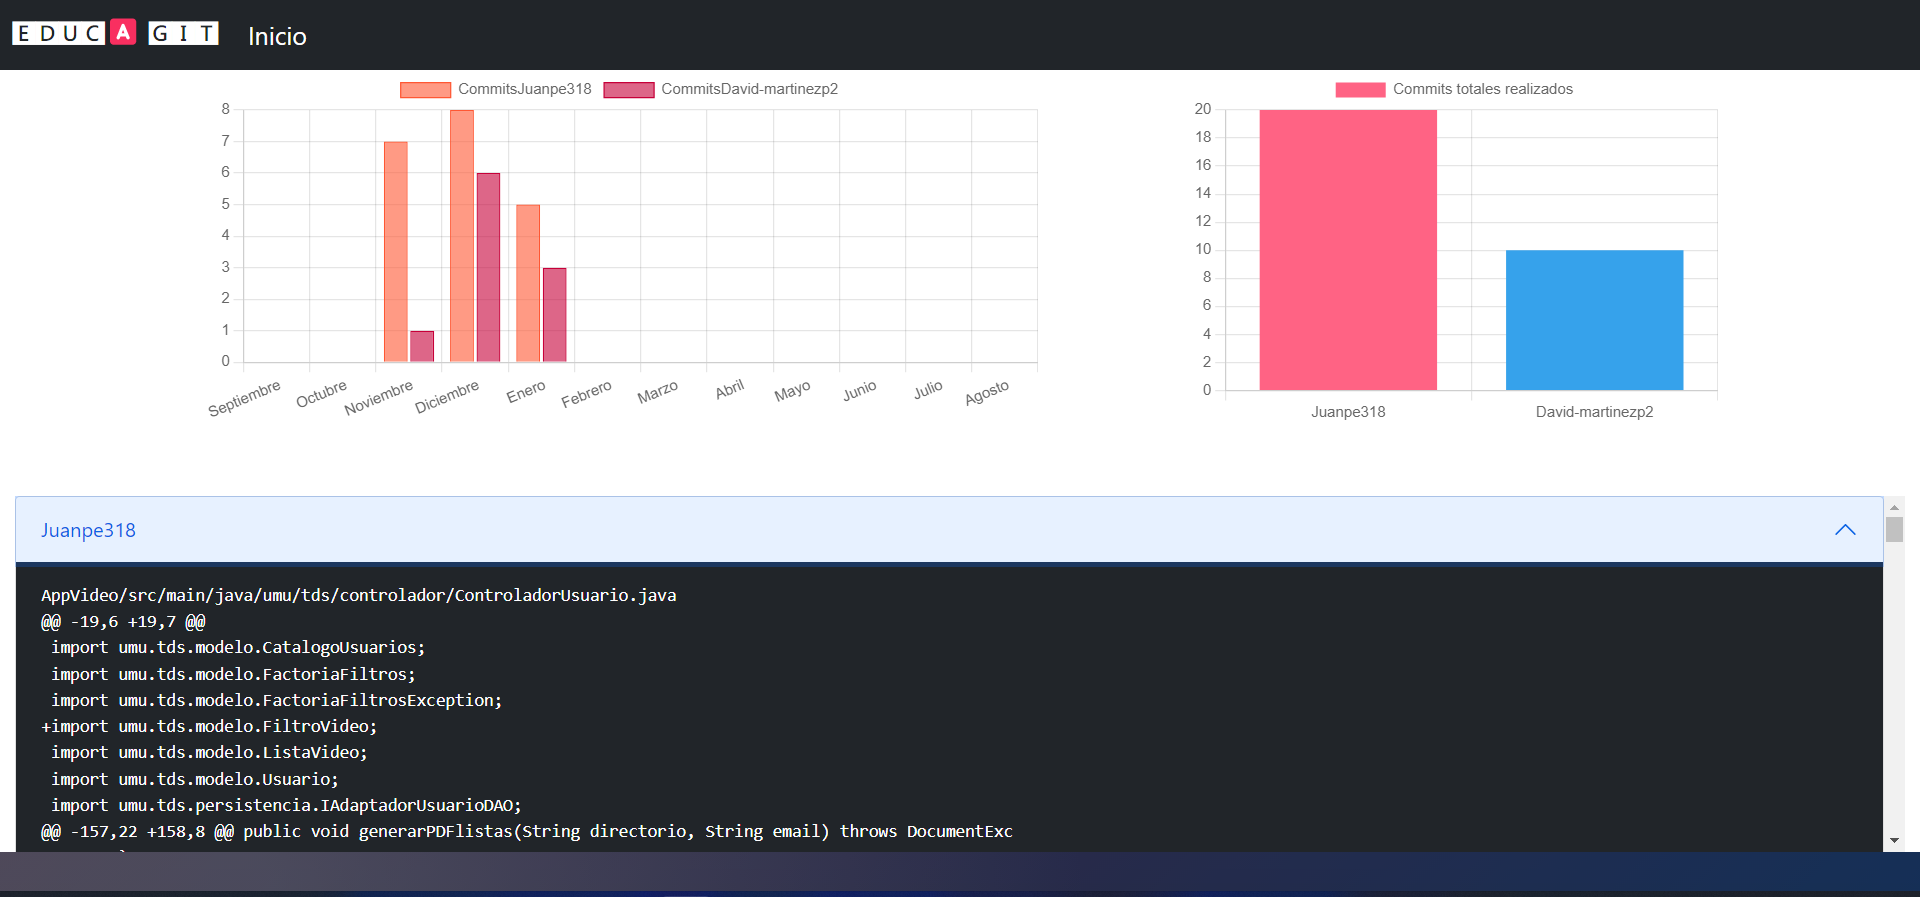 EDUCAGIT Inicio
CommitsJuanpe318 CommitsDavid-martinezp2
8
7
6
5
4
3
2
1
0
Septiembre Octubre Noviembre Diciembre Enero Febrero Marzo Abril Mayo Junio Julio Agosto
Commits totales realizados
20
18
16
14
12
10
8
6
4
2
0
Juanpe318 David-martinezp2
Juanpe318
AppVideo/src/main/java/umu/tds/controlador/ControladorUsuario.java
@@ -19,6 +19,7 @@
import umu.tds.modelo.CatalogoUsuarios;
import umu.tds.modelo.FactoriaFiltros;
import umu.tds.modelo.FactoriaFiltrosException;
+import umu.tds.modelo.FiltroVideo;
import umu.tds.modelo.ListaVideo;
import umu.tds.modelo.Usuario;
import umu.tds.persistencia.IAdaptadorUsuarioDAO;
@@ -157,22 +158,8 @@ public void generarPDFlistas(String directorio, String email) throws DocumentExc